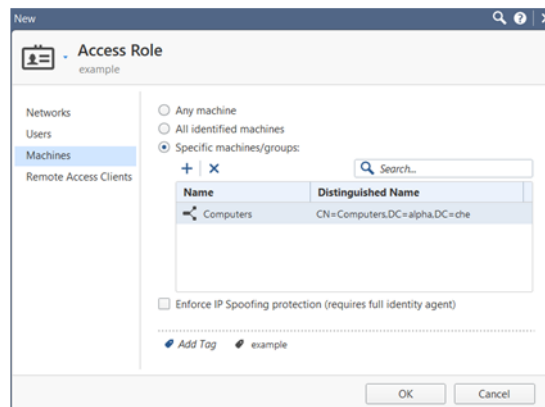 New
Access Role
example
Networks
Users
Machines
Remote Access Clients
Any machine
All identified machines
Specific machines/groups:
Search...
Name Distinguished Name
Computers CN=Computers,DC=alpha,DC=che
Enforce IP Spoofing protection (requires full identity agent)
Add Tag example
OK Cancel